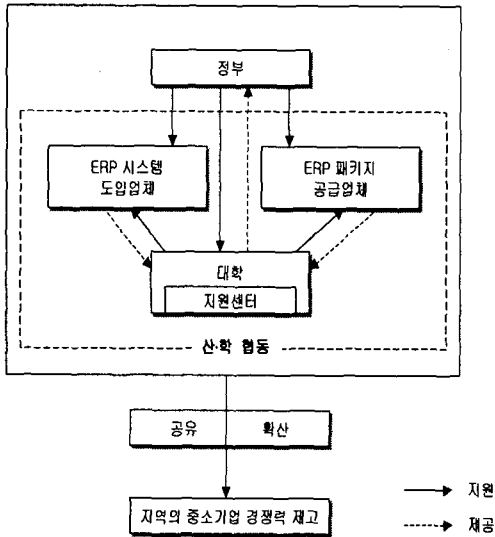 정부
ERP 시스템
도입업체
ERP 패키지
공급업체
대학
지원센터
산·학 협동
공유 확산
지역의 중소기업 경쟁력 제고
지원
제공